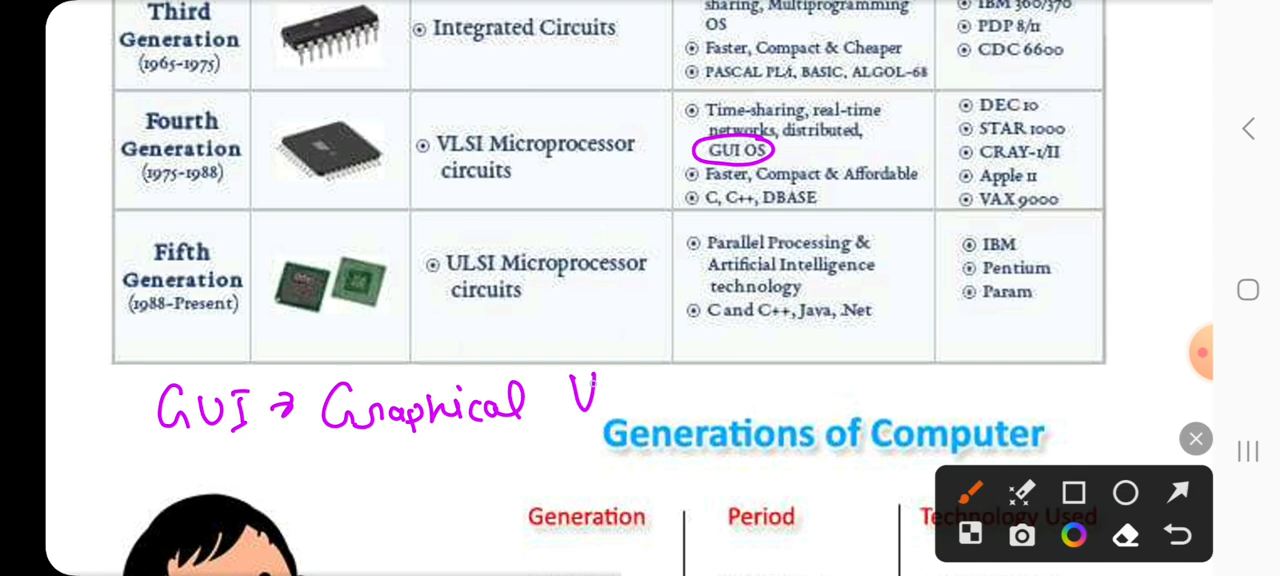 Third
Generation
(1965-1975)
Integrated Circuits
sharing, Multiprogramming
OS
Faster, Compact & Cheaper
PASCAL PL/1, BASIC, ALGOL-68
IBM 360/370
PDP 8/11
CDC 6600
Fourth
Generation
(1975-1988)
VLSI Microprocessor
circuits
Time-sharing, real-time
networks, distributed,
GUI OS
Faster, Compact & Affordable
C, C++, DBASE
DEC 10
STAR 1000
CRAY-1/II
Apple 11
VAX 9000
Fifth
Generation
(1988-Present)
ULSI Microprocessor
circuits
Parallel Processing &
Artificial Intelligence
technology
C and C++, Java, .Net
IBM
Pentium
Param
GUI → Graphical U
Generations of Computer
Generation
Period
Technology Used